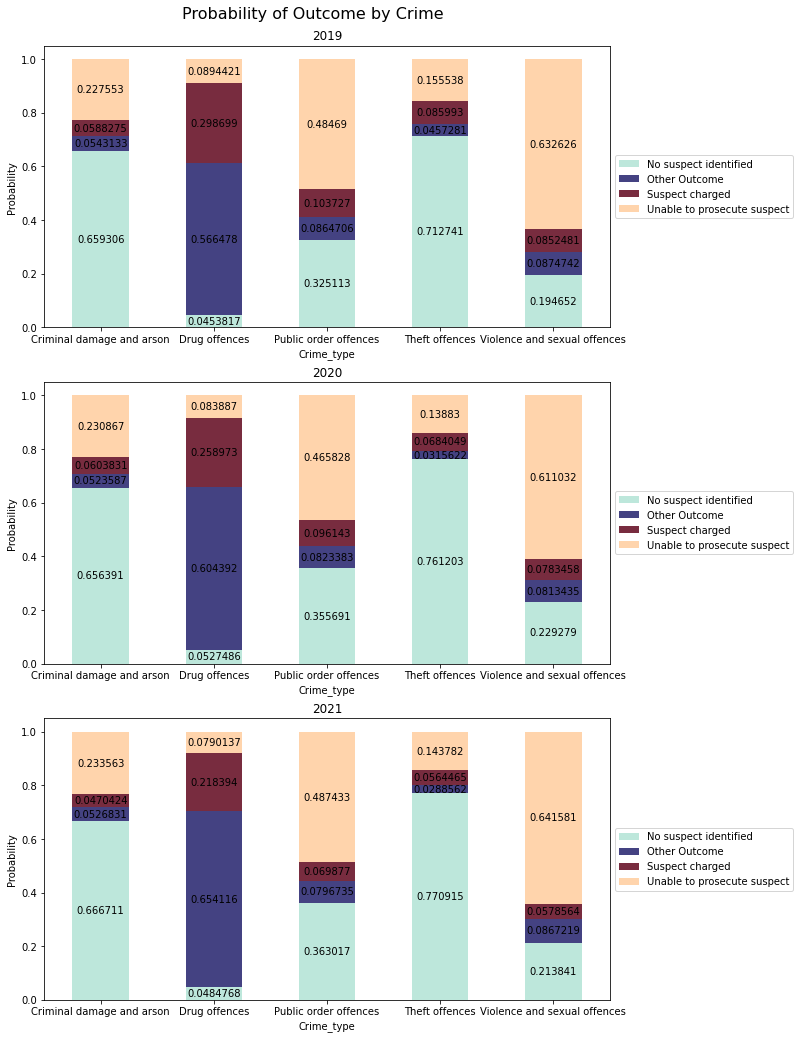 Probability of Outcome by Crime
2019
Probability
1.0
0.8
0.6
0.4
0.2
0.0
0.227553
0.0588275
0.0543133
0.659306
0.0894421
0.298699
0.566478
0.0453817
0.48469
0.103727
0.0864706
0.325113
0.155538
0.085993
0.0457281
0.712741
0.632626
0.0852481
0.0874742
0.194652
Criminal damage and arson
Drug offences
Public order offences
Theft offences
Violence and sexual offences
Crime_type
No suspect identified
Other Outcome
Suspect charged
Unable to prosecute suspect
2020
Probability
1.0
0.8
0.6
0.4
0.2
0.0
0.230867
0.0603831
0.0523587
0.656391
0.083887
0.258973
0.604392
0.0527486
0.465828
0.096143
0.0823383
0.355691
0.13883
0.0684049
0.0315622
0.761203
0.611032
0.0783458
0.0813435
0.229279
Criminal damage and arson
Drug offences
Public order offences
Theft offences
Violence and sexual offences
Crime_type
No suspect identified
Other Outcome
Suspect charged
Unable to prosecute suspect
2021
Probability
1.0
0.8
0.6
0.4
0.2
0.0
0.233563
0.0470424
0.0526831
0.666711
0.0790137
0.218394
0.654116
0.0484768
0.487433
0.069877
0.0796735
0.363017
0.143782
0.0564465
0.0288562
0.770915
0.641581
0.0578564
0.0867219
0.213841
Criminal damage and arson
Drug offences
Public order offences
Theft offences
Violence and sexual offences
Crime_type
No suspect identified
Other Outcome
Suspect charged
Unable to prosecute suspect